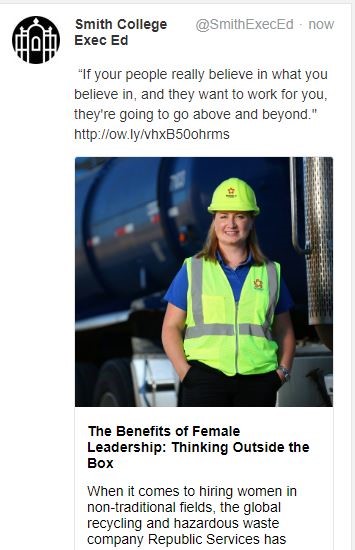 Smith College @SmithExecEd · now
Exec Ed
“If your people really believe in what you
believe in, and they want to work for you,
they're going to go above and beyond."
http://ow.ly/vhxB50ohrms
The Benefits of Female
Leadership: Thinking Outside the
Box
When it comes to hiring women in
non-traditional fields, the global
recycling and hazardous waste
company Republic Services has